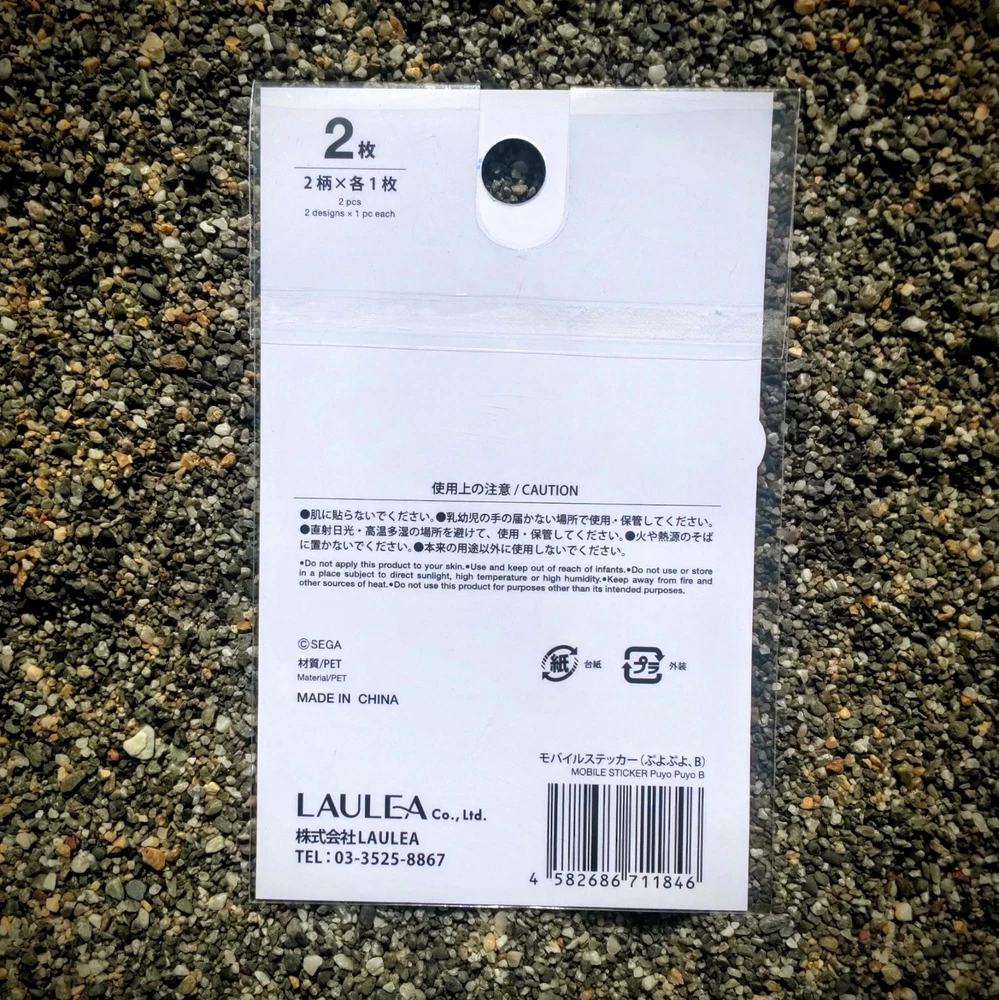 2枚
2柄×各1枚
2 pcs
2 designs × 1 pc each
使用上の注意 / CAUTION
●肌に貼らないでください。●乳幼児の手の届かない場所で使用・保管してください。
●直射日光・高温多湿の場所を避けて、使用・保管してください。●火や熱源のそば
に置かないでください。●本来の用途以外に使用しないでください。
●Do not apply this product to your skin.●Use and keep out of reach of infants.●Do not use or store
in a place subject to direct sunlight, high temperature or high humidity.●Keep away from fire and
other sources of heat.●Do not use this product for purposes other than its intended purposes.
©SEGA
材質/PET
Material/PET
MADE IN CHINA
紙 台紙
プラ 外装
モバイルステッカー(ぷよぷよ、B)
MOBILE STICKER Puyo Puyo B
LAULEA Co., Ltd.
株式会社LAULEA
TEL:03-3525-8867
4 582686 711846